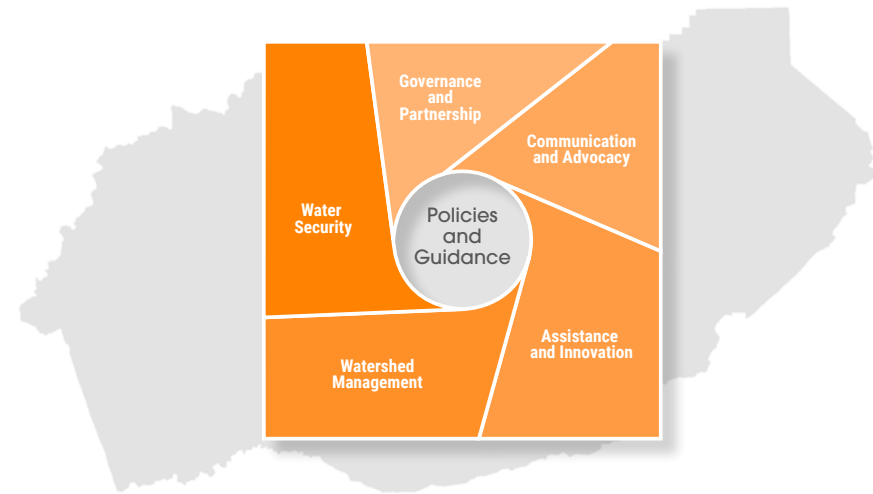 Governance
and
Partnership
Communication
and Advocacy
Water
Security
Policies
and
Guidance
Assistance
and Innovation
Watershed
Management